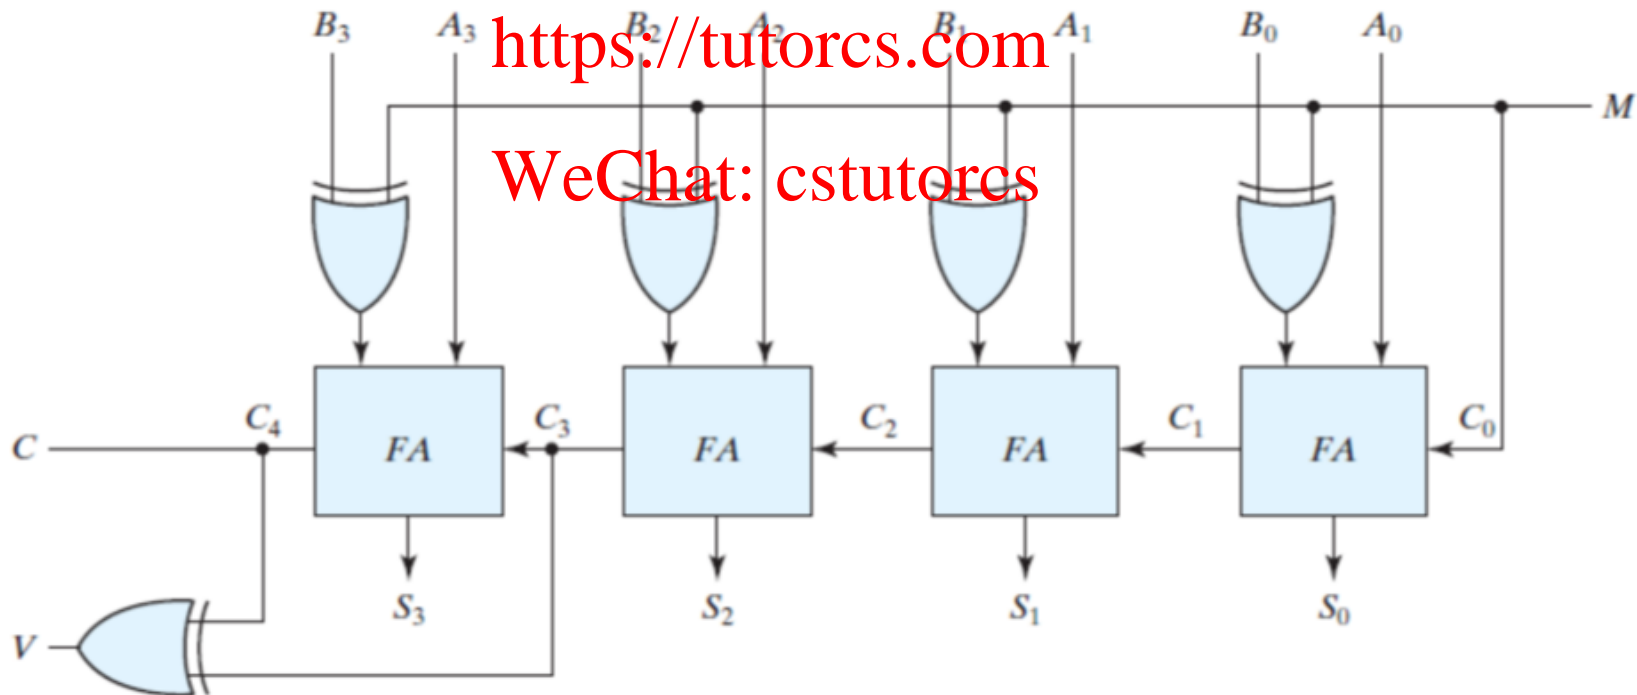 B3 A3 B2 A2 B1 A1 B0 A0
https://tutorcs.com
M
WeChat: cstutorcs
C C4 FA C3 FA C2 FA C1 FA C0
S3 S2 S1 S0
V